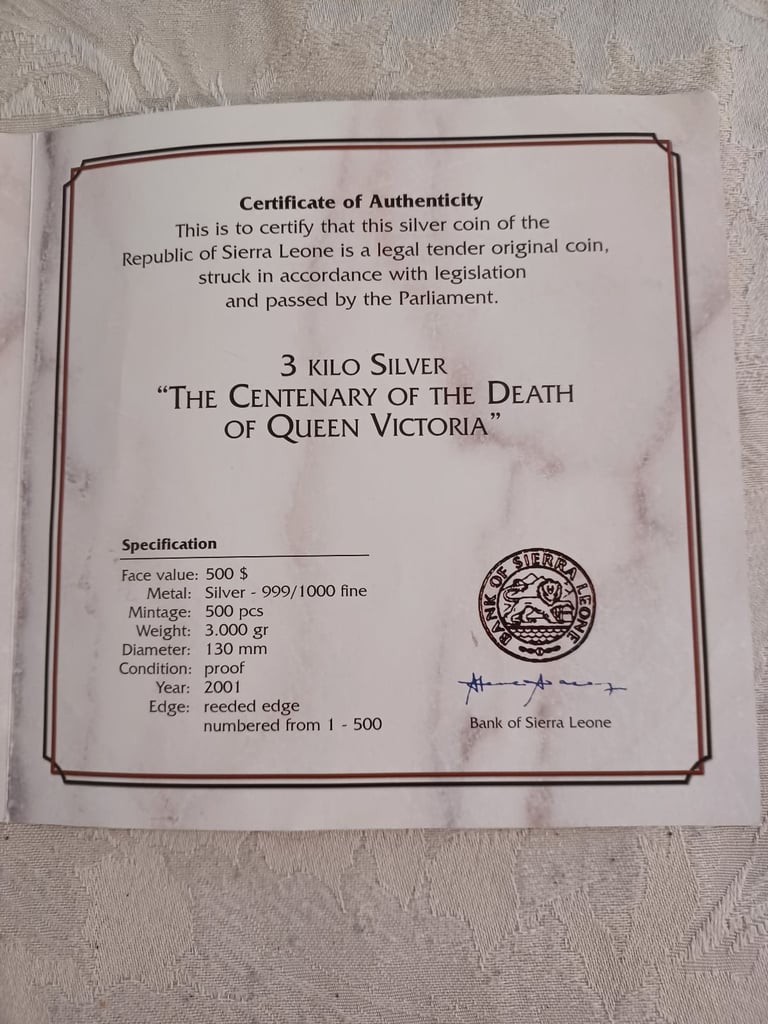 Certificate of Authenticity
This is to certify that this silver coin of the
Republic of Sierra Leone is a legal tender original coin,
struck in accordance with legislation
and passed by the Parliament.
3 KILO SILVER
“THE CENTENARY OF THE DEATH
OF QUEEN VICTORIA”
Specification
Face value: 500 $
Metal: Silver - 999/1000 fine
Mintage: 500 pcs
Weight: 3.000 gr
Diameter: 130 mm
Condition: proof
Year: 2001
Edge: reeded edge
numbered from 1 - 500
BANK OF SIERRA LEONE
Bank of Sierra Leone